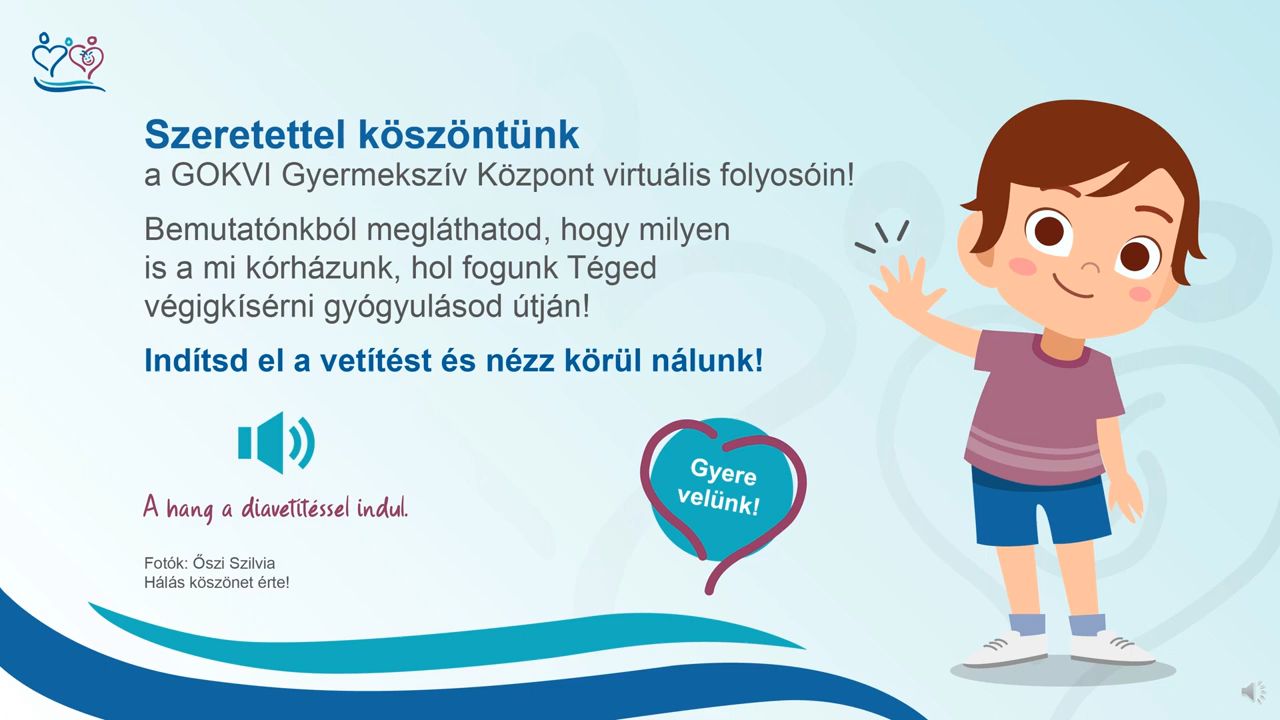 Szeretettel köszöntünk
a GOKVI Gyermekszív Központ virtuális folyosóin!
Bemutatónkból megláthatod, hogy milyen
is a mi kórházunk, hol fogunk Téged
végigkísérni gyógyulásod útján!
Indítsd el a vetítést és nézz körül nálunk!
A hang a diavetítéssel indul.
Gyere
velünk!
Fotók: Őszi Szilvia
Hálás köszönet érte!